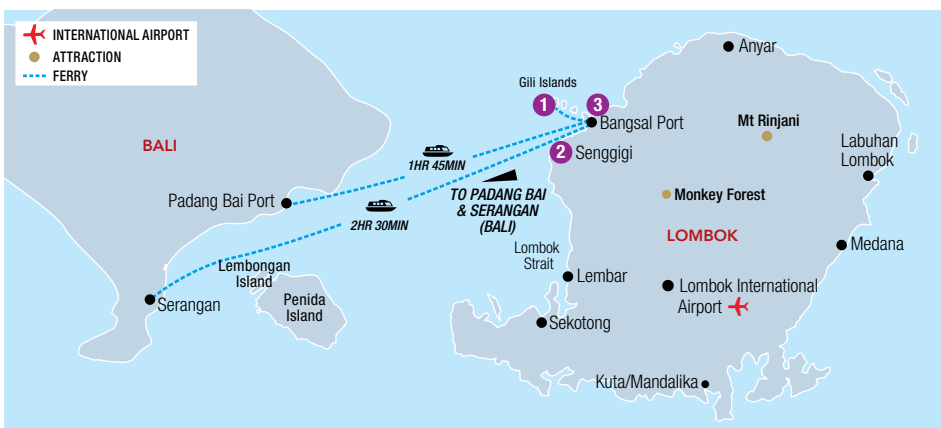 INTERNATIONAL AIRPORT
ATTRACTION
FERRY
Anyar
Gili Islands
1
3
Bangsal Port
Mt Rinjani
BALI
1HR 45MIN
2
Senggigi
Labuhan
Lombok
Padang Bai Port
TO PADANG BAI
& SERANGAN
(BALI)
Monkey Forest
2HR 30MIN
LOMBOK
Medana
Lombok
Strait
Lembongan
Island
Lembar
Lombok International
Airport
Serangan
Penida
Island
Sekotong
Kuta/Mandalika